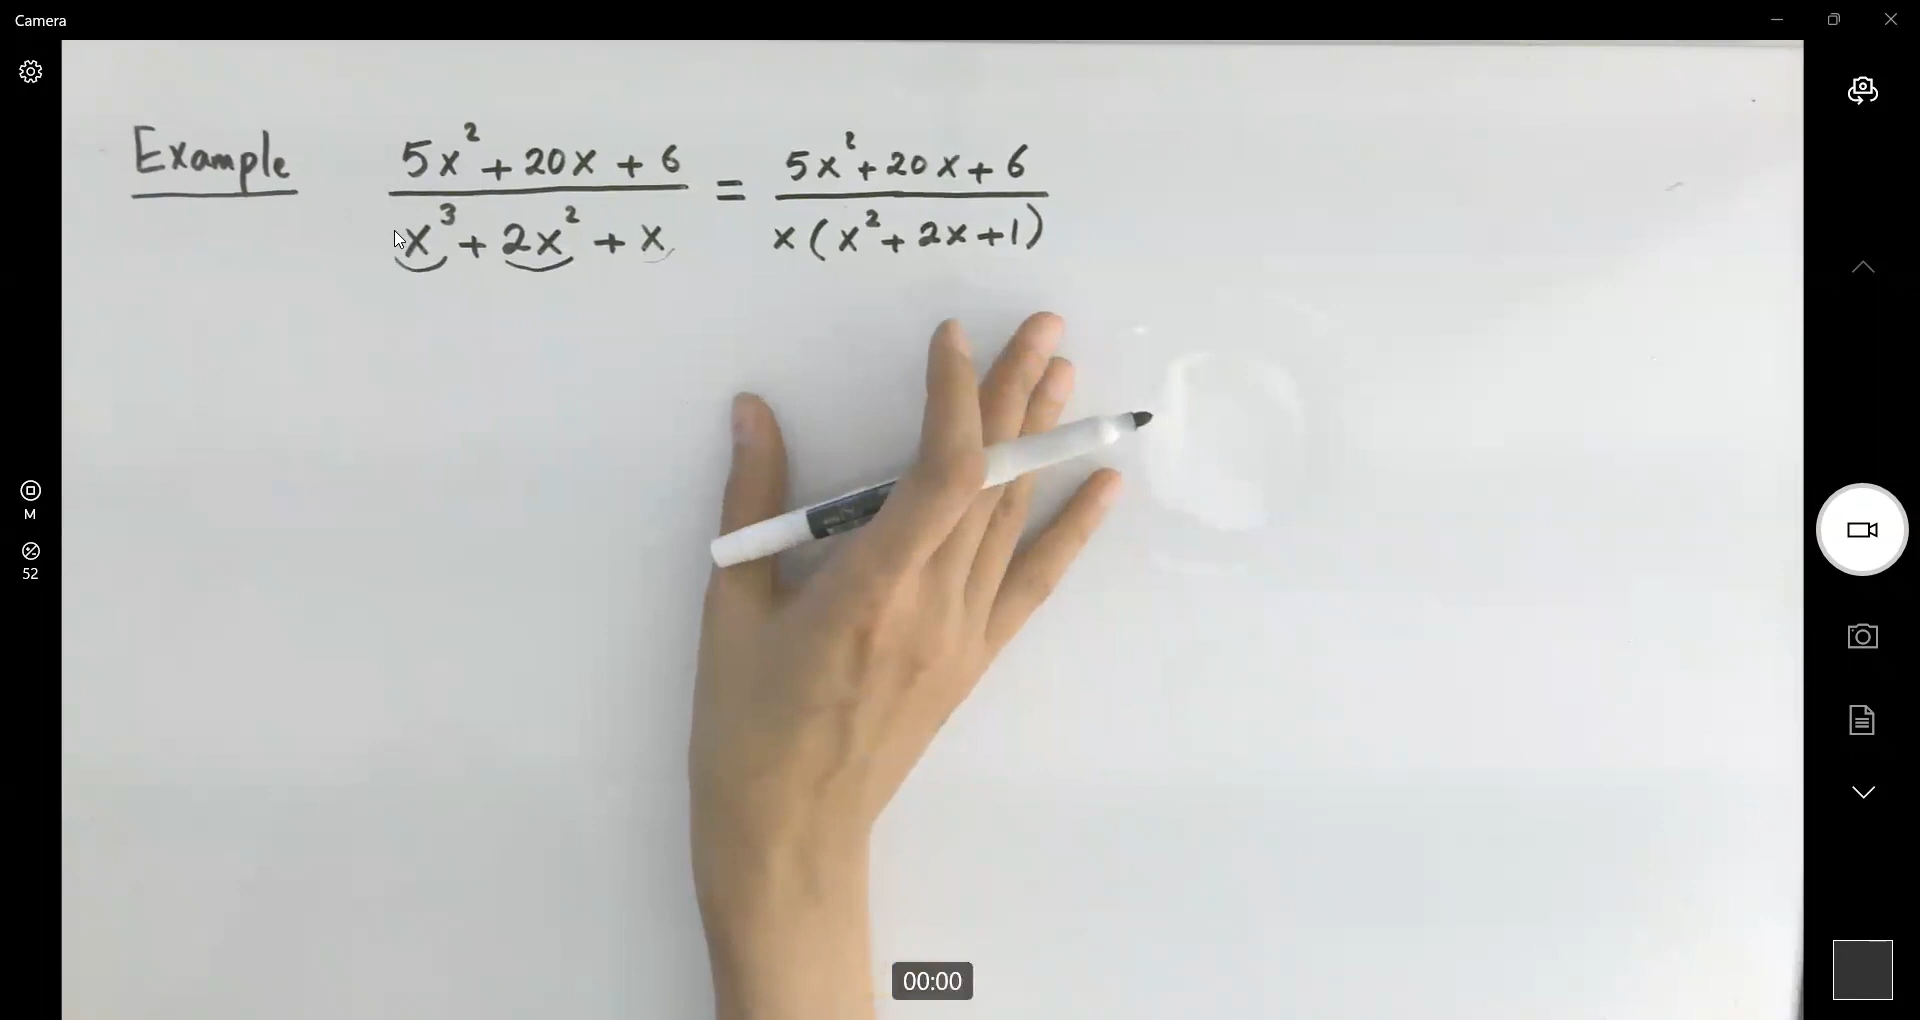 Camera
Example
5x² + 20x + 6 / x³ + 2x² + x = 5x² + 20x + 6 / x(x² + 2x + 1)
M
52
00:00